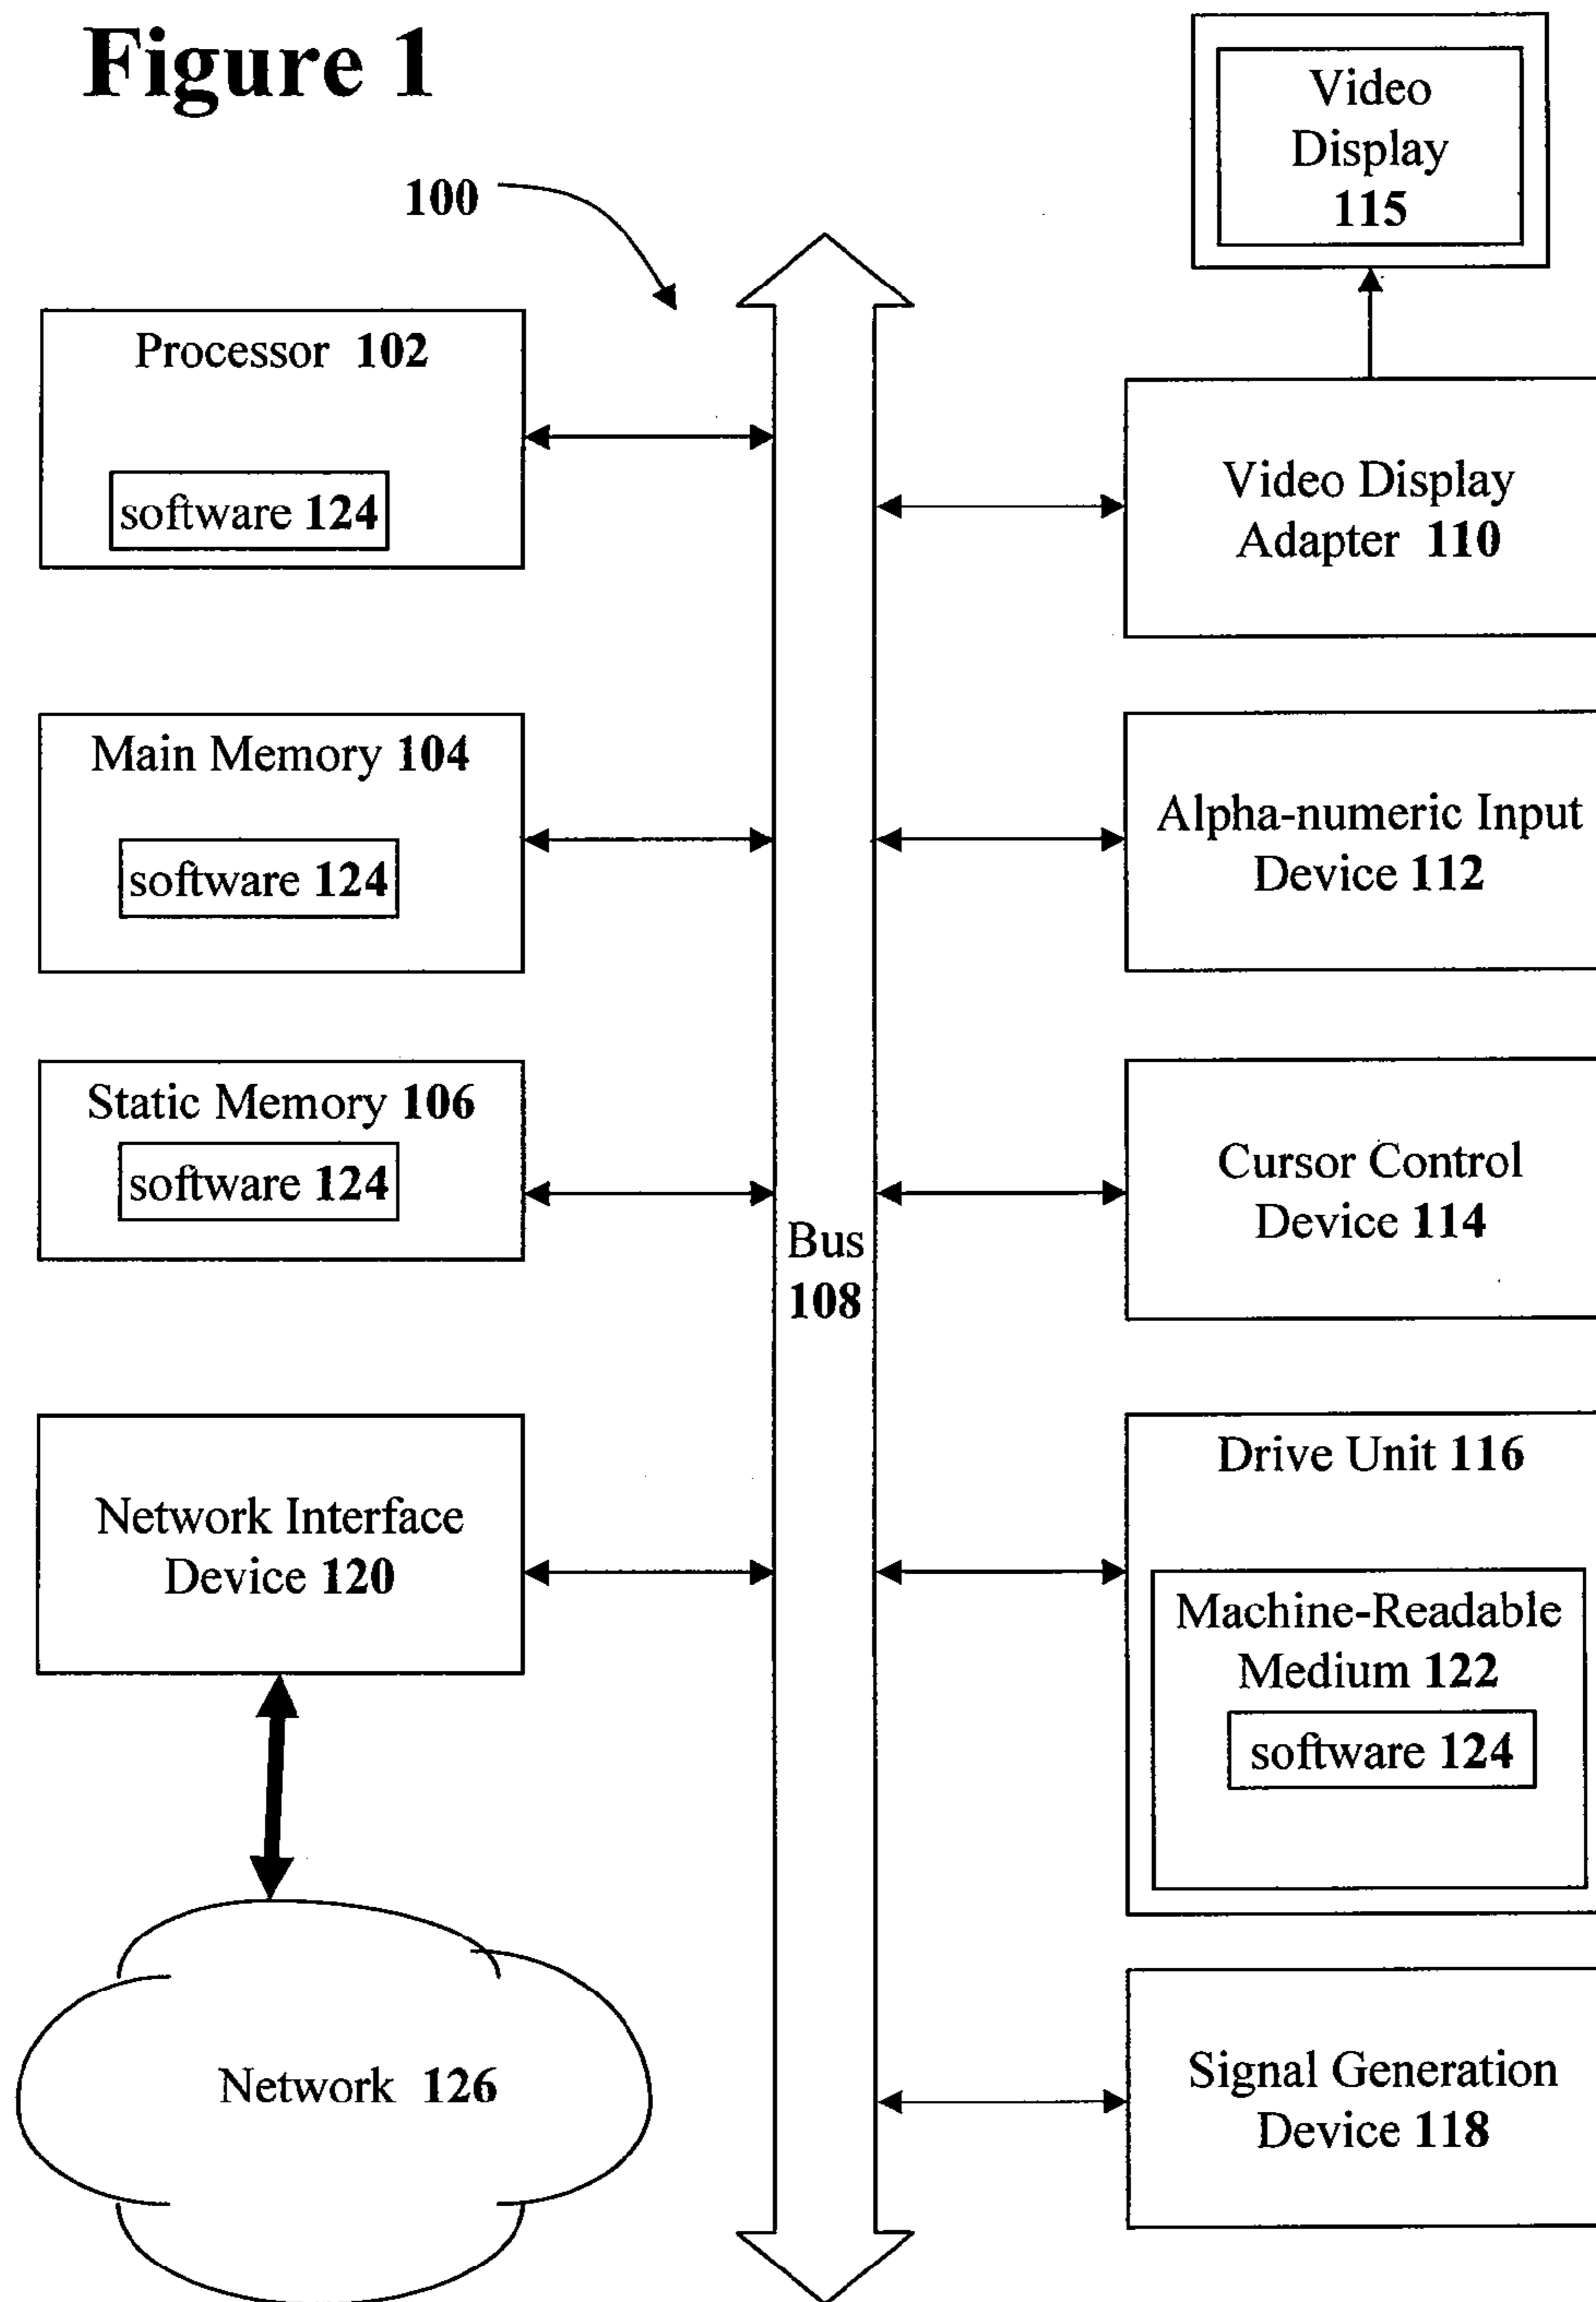 Figure 1
100
Video
Display
115
Processor 102
software 124
Video Display
Adapter 110
Main Memory 104
software 124
Alpha-numeric Input
Device 112
Static Memory 106
software 124
Cursor Control
Device 114
Bus
108
Network Interface
Device 120
Drive Unit 116
Machine-Readable
Medium 122
software 124
Network 126
Signal Generation
Device 118